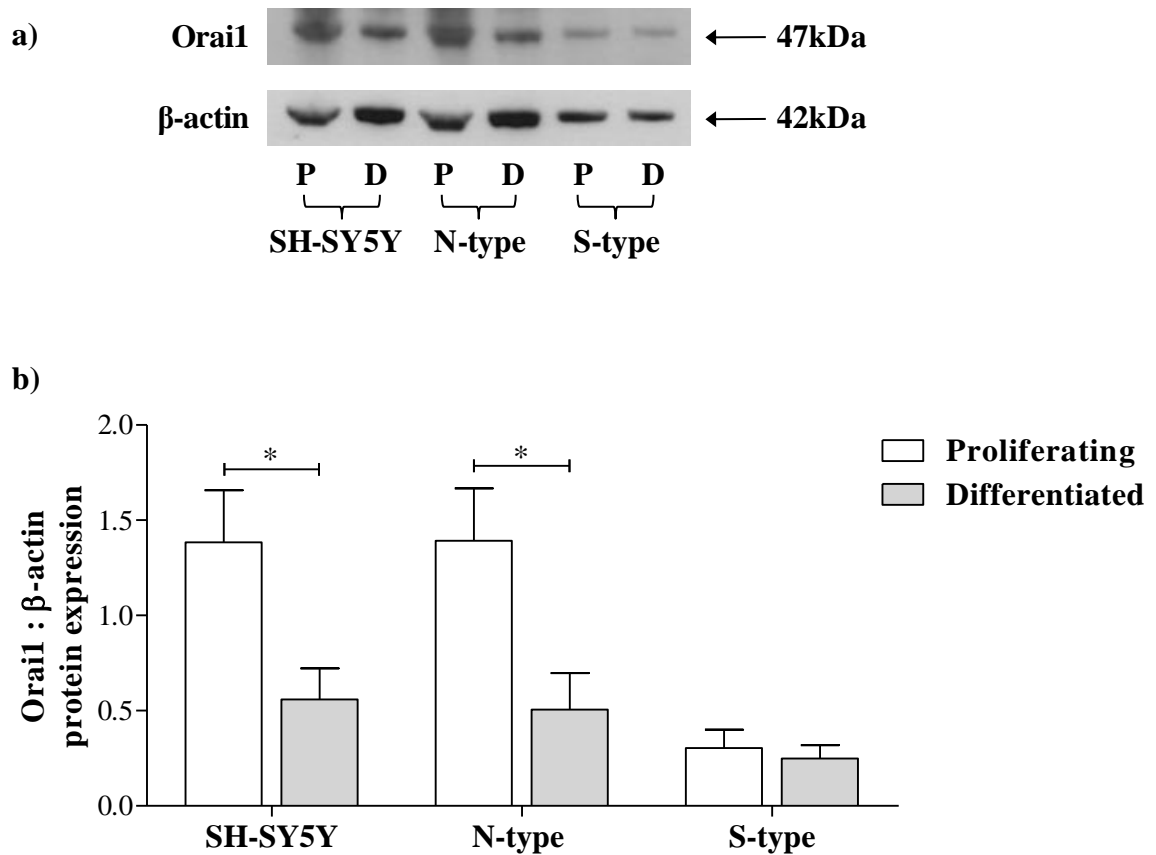 a)
Orai1
47kDa
β-actin
42kDa
P D P D P D
SH-SY5Y N-type S-type
b)
Orai1 : β-actin
protein expression
2.0
1.5
1.0
0.5
0.0
* *
Proliferating
Differentiated
SH-SY5Y N-type S-type